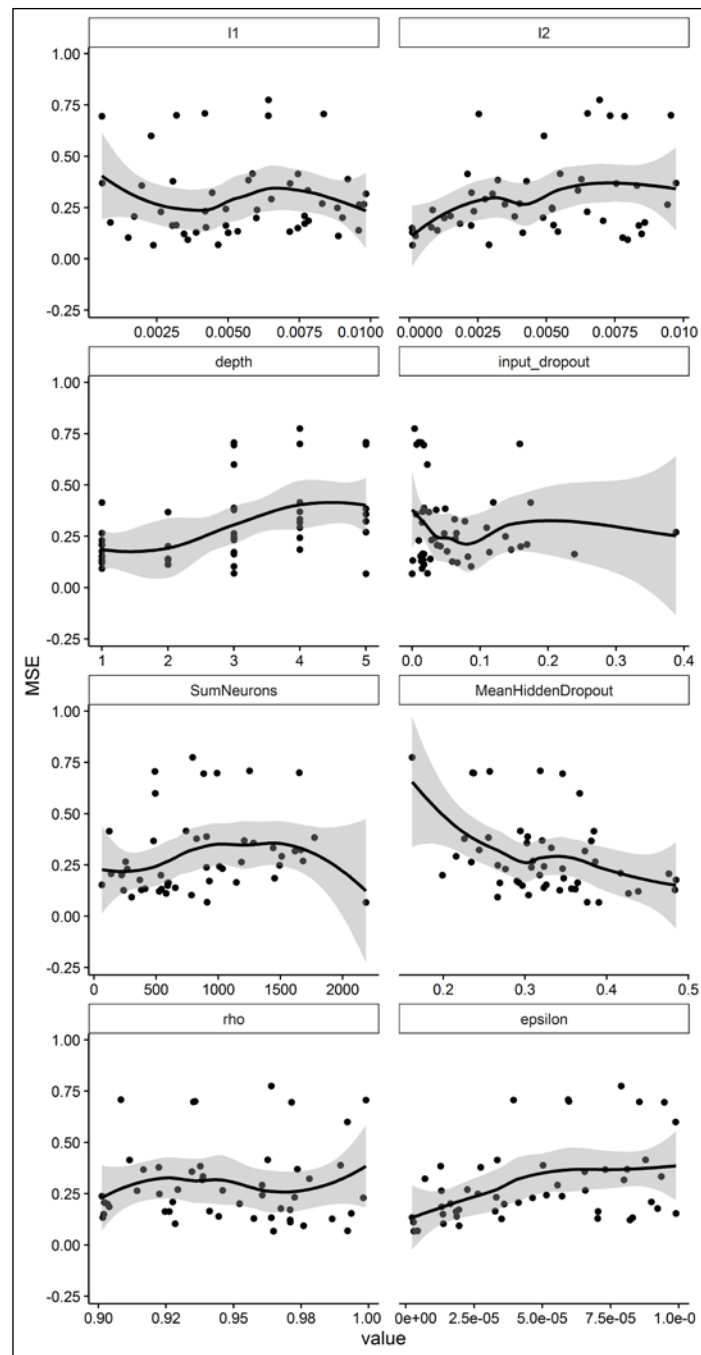 l1 l2
1.00
0.75
0.50
0.25
0.00
-0.25
0.0025 0.0050 0.0075 0.0100 0.0000 0.0025 0.0050 0.0075 0.010
depth input_dropout
1.00
0.75
0.50
0.25
0.00
-0.25
1 2 3 4 5 0.0 0.1 0.2 0.3 0.4
MSE
SumNeurons MeanHiddenDropout
1.00
0.75
0.50
0.25
0.00
-0.25
0 500 1000 1500 2000 0.2 0.3 0.4 0.5
rho epsilon
1.00
0.75
0.50
0.25
0.00
-0.25
0.90 0.92 0.95 0.98 1.00 0e+00 2.5e-05 5.0e-05 7.5e-05 1.0e-0
value